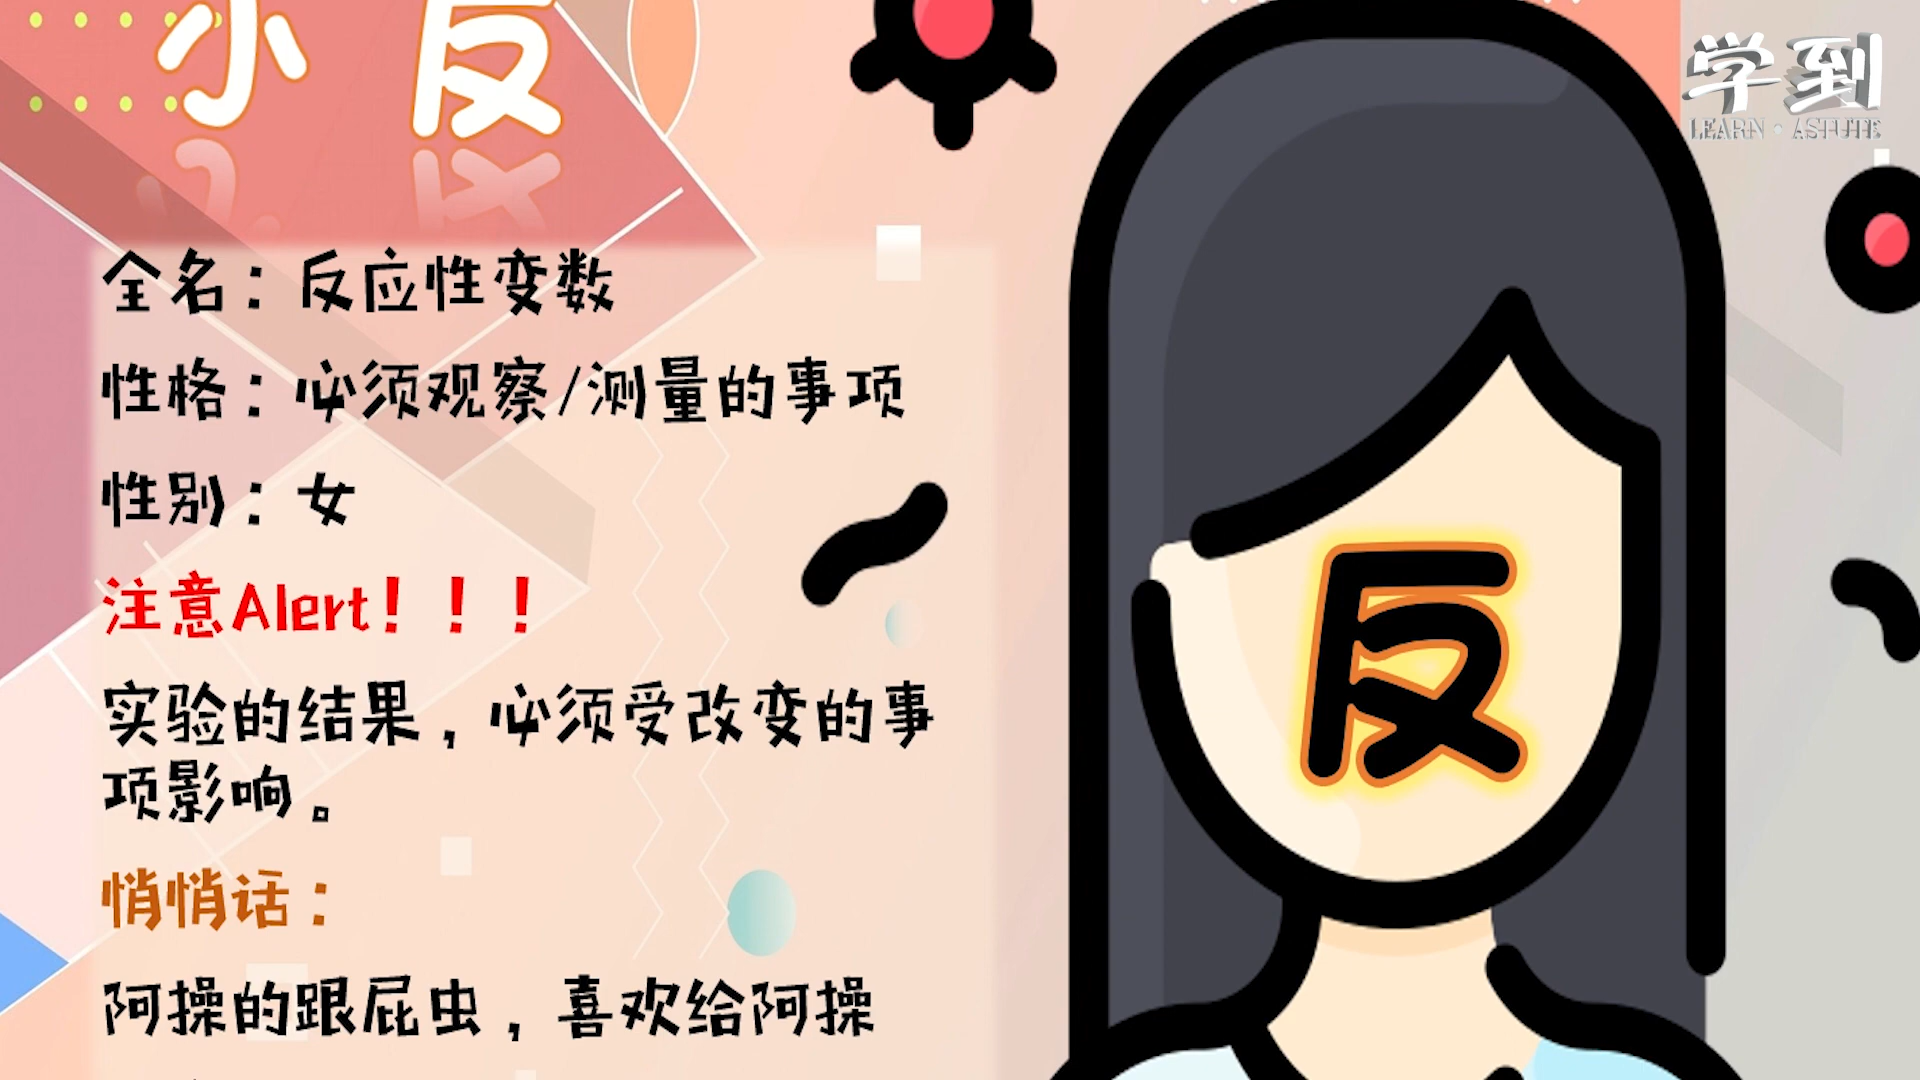 小反
学到
LEARN · ASTUTE
全名：反应性变数
性格：必须观察/测量的事项
性别：女
注意Alert！！！
实验的结果，必须受改变的事
项影响。
悄悄话：
阿操的跟屁虫，喜欢给阿操
反